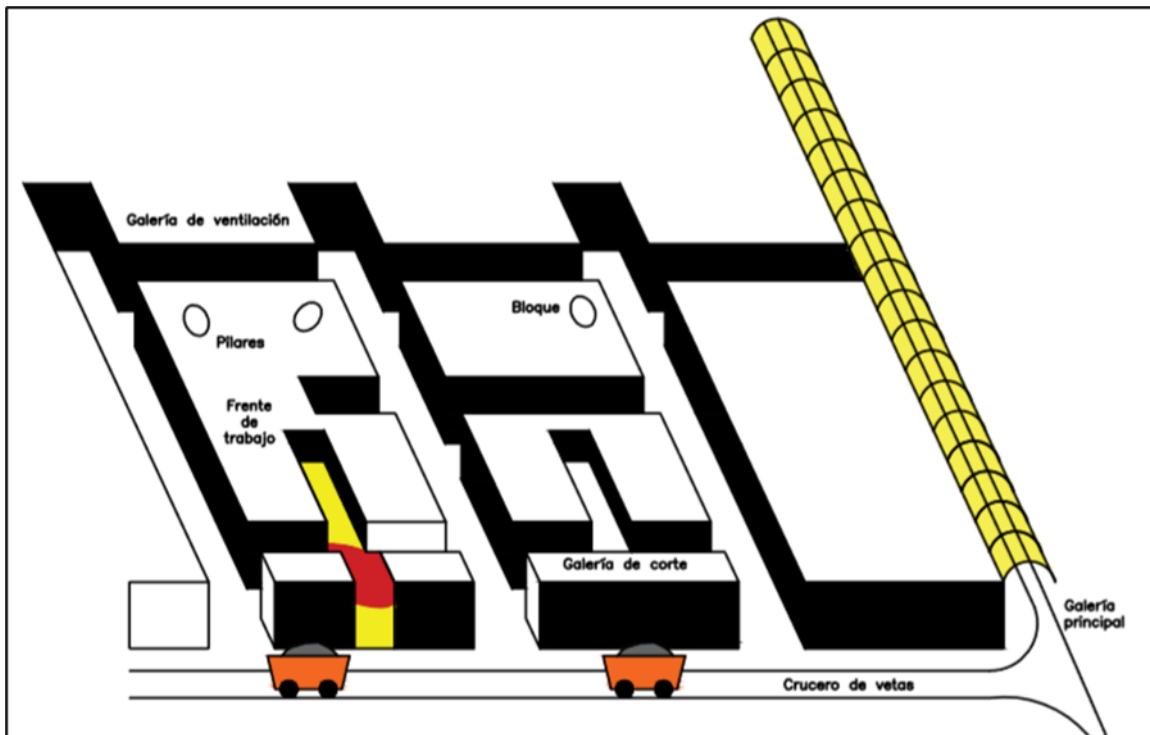 Galería de ventilación
Bloque
Pilares
Frente
de
trabajo
Galería de corte
Galería
principal
Crucero de vetas